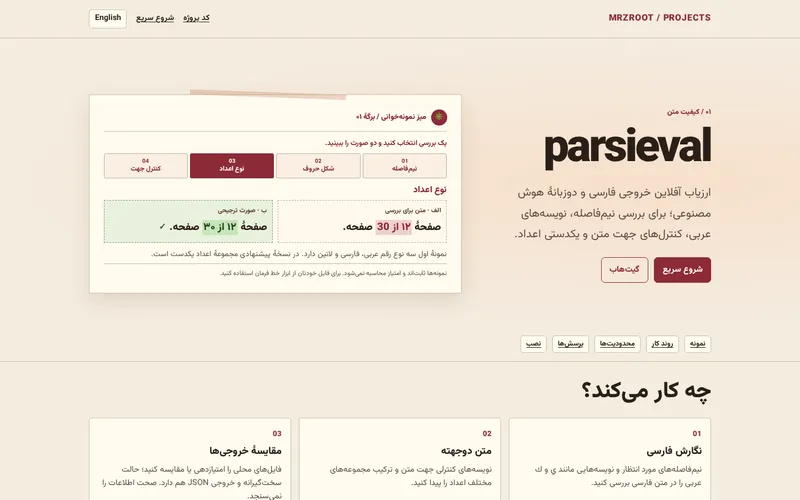 MRZROOT / PROJECTS
کد پروژه
شروع سریع
English
۰۱ / کیفیت متن
parsieval
ارزیاب آفلاین خروجی فارسی و دوزبانهٔ هوش
مصنوعی؛ برای بررسی نیم‌فاصله، نویسه‌های
عربی، کنترل‌های جهت متن و یکدستی اعداد.
شروع سریع
گیت‌هاب
میز نمونه‌خوانی / برگهٔ ۰۱
یک بررسی انتخاب کنید و دو صورت را ببینید.
01
نیم‌فاصله
02
شکل حروف
03
نوع اعداد
04
کنترل جهت
نوع اعداد
الف - متن برای بررسی
صفحهٔ ۱۲ از 30 صفحه.
ب - صورت ترجیحی
صفحهٔ ۱۲ از ۳۰ صفحه. ✓
نمونهٔ اول سه نوع رقم عربی، فارسی و لاتین دارد. در نسخهٔ پیشنهادی مجموعهٔ اعداد یکدست است.
نمونه‌ها ثابت‌اند و امتیاز محاسبه نمی‌شود. برای فایل خودتان از ابزار خط فرمان استفاده کنید.
نمونه
روند کار
محدودیت‌ها
پرسش‌ها
نصب
چه کار می‌کند؟
01
نگارش فارسی
نیم‌فاصله‌های مورد انتظار و نویسه‌هایی مانند ي و ك
عربی را در متن فارسی بررسی کنید.
02
متن دوجهته
نویسه‌های کنترلی جهت متن و ترکیب مجموعه‌های
مختلف اعداد را پیدا کنید.
03
مقایسهٔ خروجی‌ها
فایل‌های محلی را امتیازدهی یا مقایسه کنید؛ حالت
سخت‌گیرانه و خروجی JSON هم دارد. صحت اطلاعات را
نمی‌سنجد.